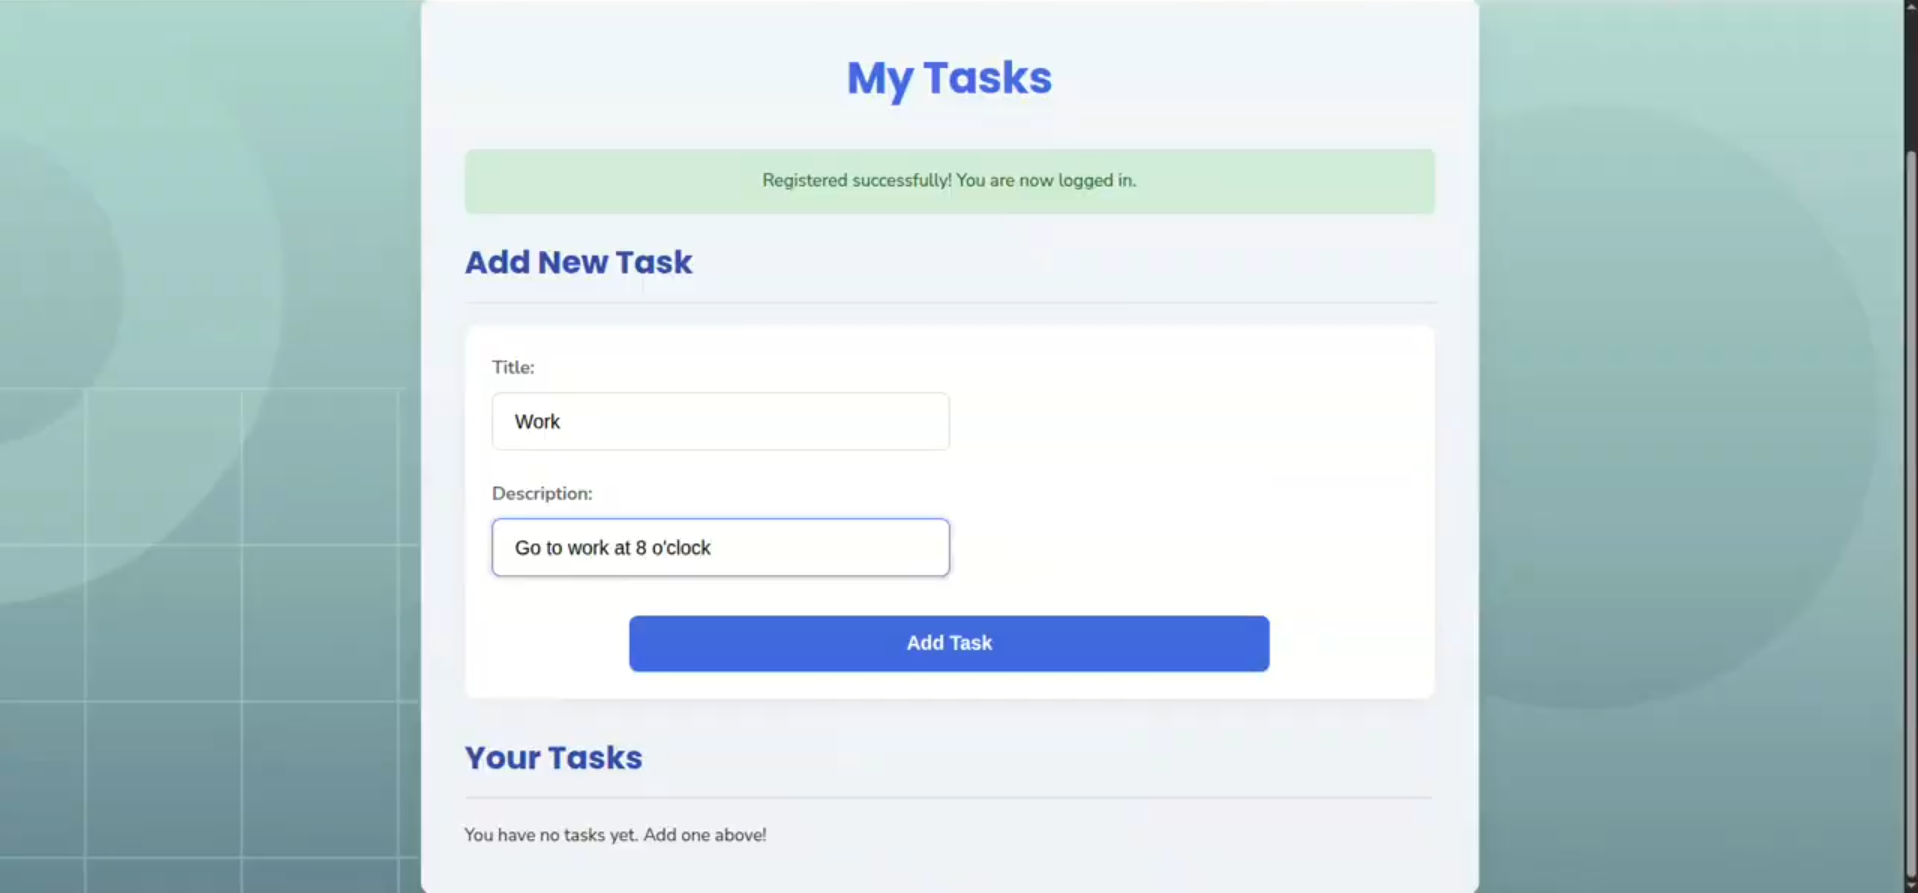 My Tasks
Registered successfully! You are now logged in.
Add New Task
Title:
Work
Description:
Go to work at 8 o'clock
Add Task
Your Tasks
You have no tasks yet. Add one above!